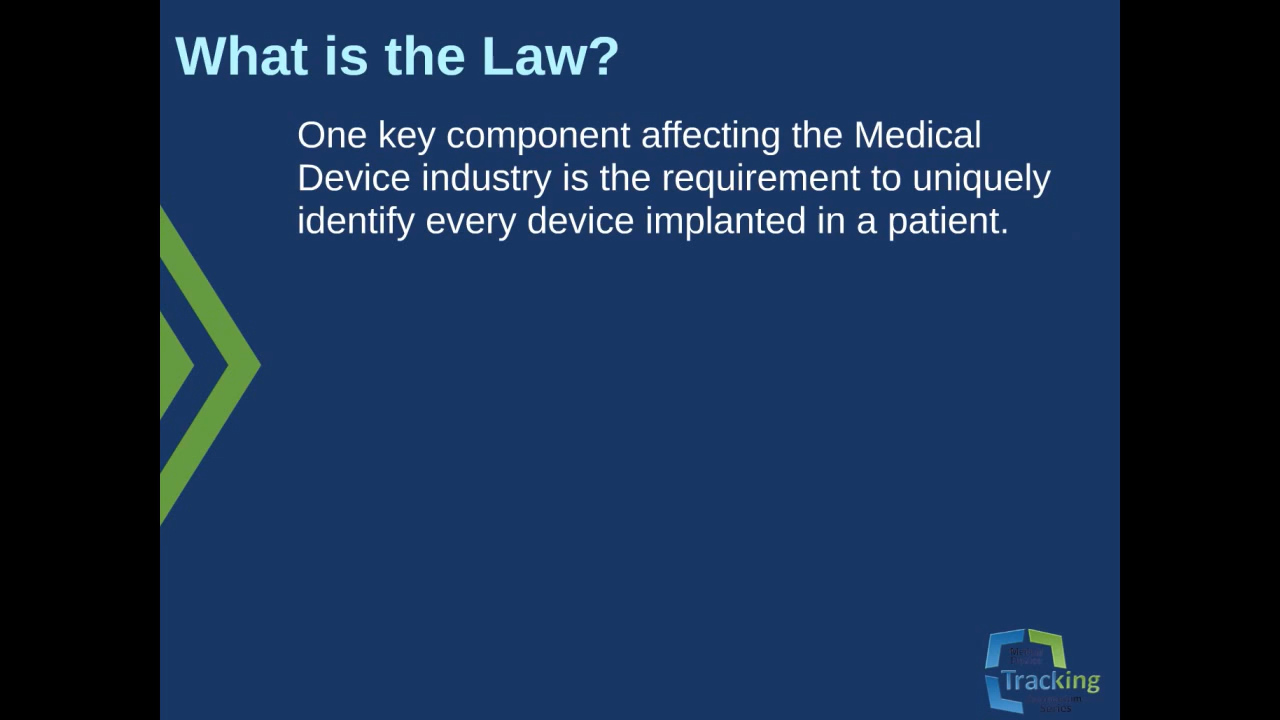 What is the Law?
One key component affecting the Medical
Device industry is the requirement to uniquely
identify every device implanted in a patient.
Tracking